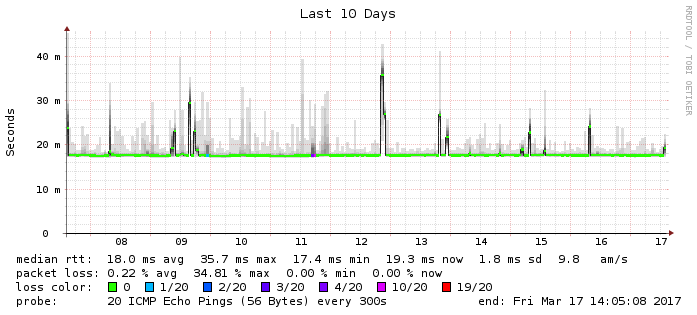 Last 10 Days
RRDTOOL / TOBI OETIKER
Seconds
40 m
30 m
20 m
10 m
0
08 09 10 11 12 13 14 15 16 17
median rtt: 18.0 ms avg 35.7 ms max 17.4 ms min 19.3 ms now 1.8 ms sd 9.8 am/s
packet loss: 0.22 % avg 34.81 % max 0.00 % min 0.00 % now
loss color: 0 1/20 2/20 3/20 4/20 10/20 19/20
probe: 20 ICMP Echo Pings (56 Bytes) every 300s end: Fri Mar 17 14:05:08 2017